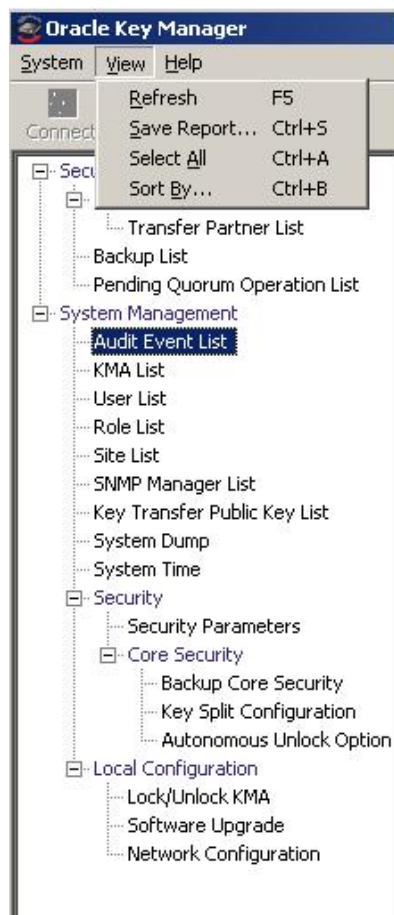 Oracle Key Manager
System View Help
Refresh F5
Save Report... Ctrl+S
Select All Ctrl+A
Sort By... Ctrl+B
Connect
Transfer Partner List
Backup List
Pending Quorum Operation List
System Management
Audit Event List
KMA List
User List
Role List
Site List
SNMP Manager List
Key Transfer Public Key List
System Dump
System Time
Security
Security Parameters
Core Security
Backup Core Security
Key Split Configuration
Autonomous Unlock Option
Local Configuration
Lock/Unlock KMA
Software Upgrade
Network Configuration